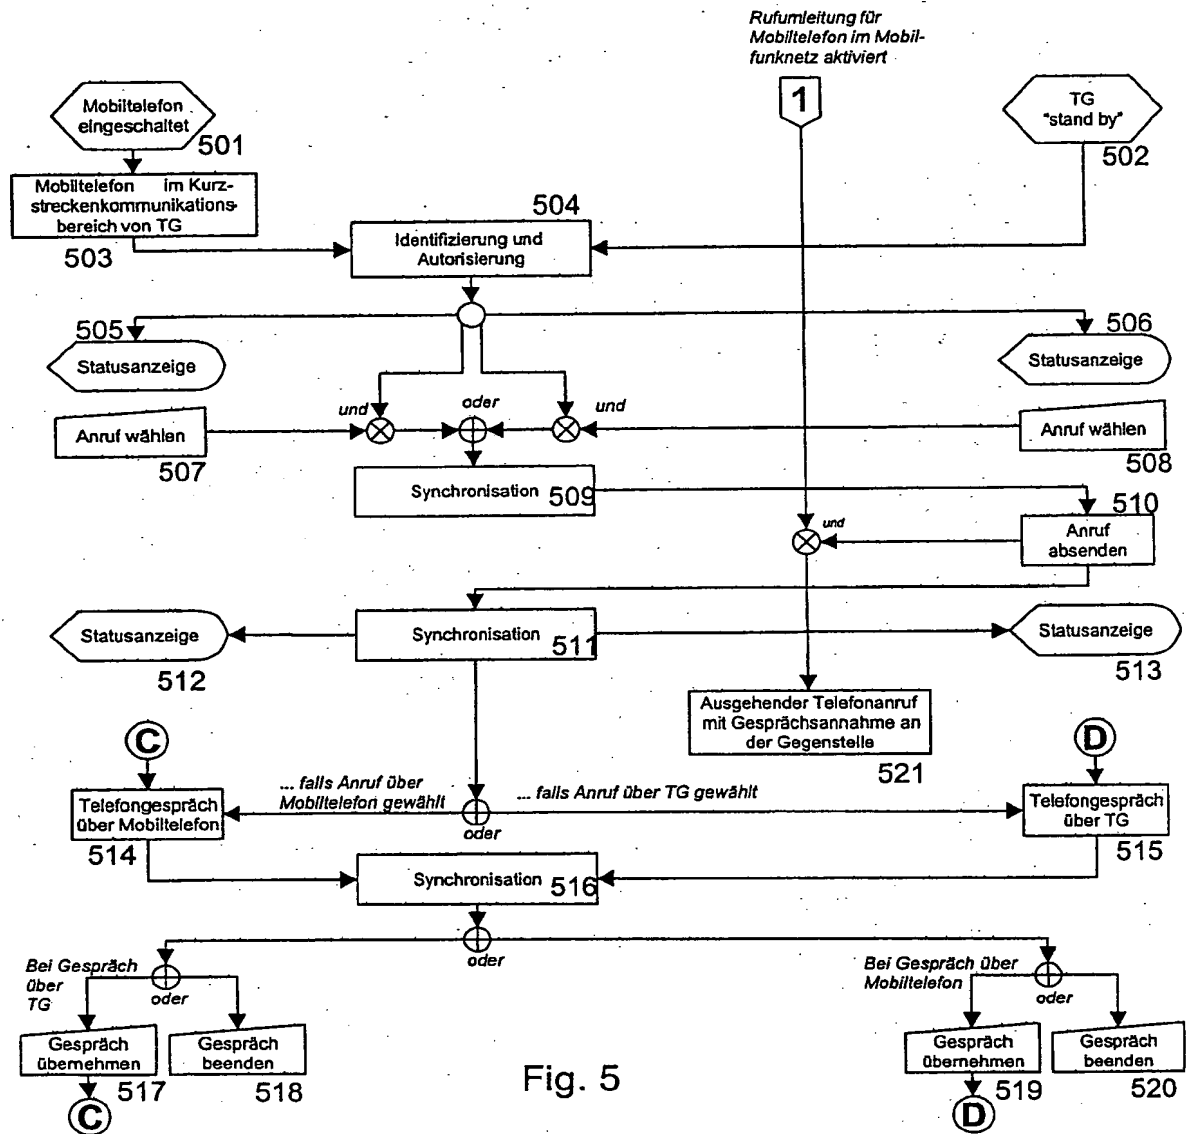 Rufumleitung für
Mobiltelefon im Mobil-
funknetz aktiviert
Mobiltelefon
eingeschaltet
501
1
TG
"stand by"
502
Mobiltelefon im Kurz-
streckenkommunikations-
bereich von TG
503
504
Identifizierung und
Autorisierung
505
Statusanzeige
506
Statusanzeige
und
oder
und
Anruf wählen
507
Anruf wählen
508
Synchronisation 509
510
Anruf
absenden
und
Statusanzeige
512
Synchronisation 511
Statusanzeige
513
Ausgehender Telefonanruf
mit Gesprächsannahme an
der Gegenstelle
521
C
D
... falls Anruf über
Mobiltelefon gewählt
... falls Anruf über TG gewählt
oder
Telefongespräch
über Mobiltelefon
514
Telefongespräch
über TG
515
Synchronisation 516
oder
Bei Gespräch
über
TG
oder
Bei Gespräch über
Mobiltelefon
oder
Gespräch
übernehmen
517
Gespräch
beenden
518
Gespräch
übernehmen
519
Gespräch
beenden
520
C
D
Fig. 5